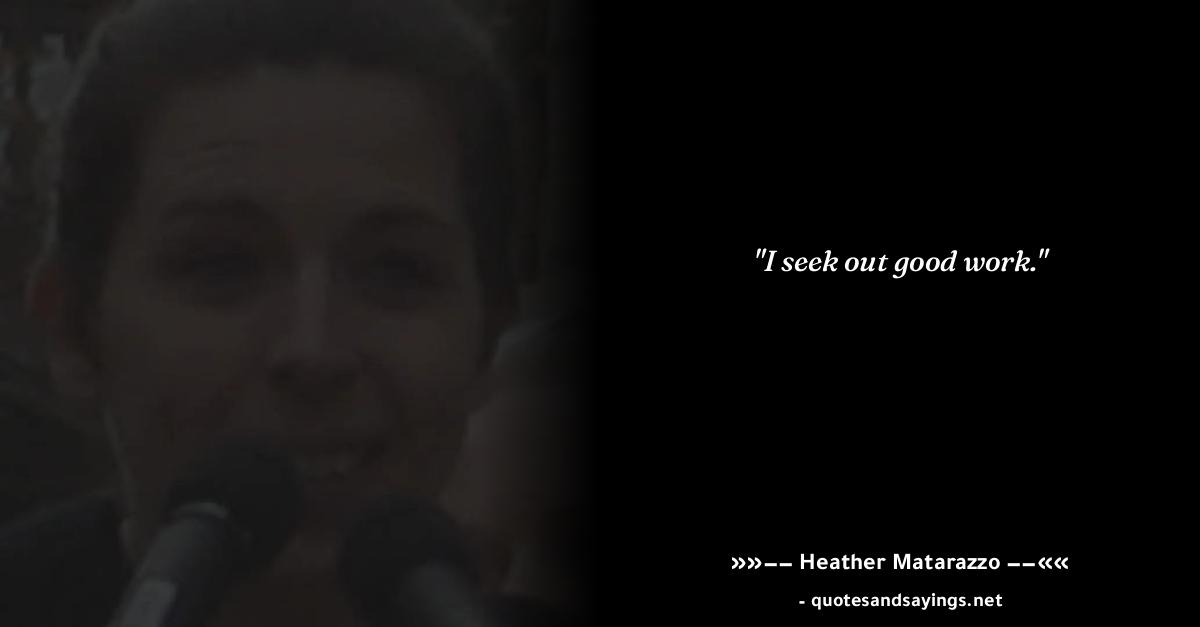 "I seek out good work."
»»−− Heather Matarazzo −−««
- quotesandsayings.net